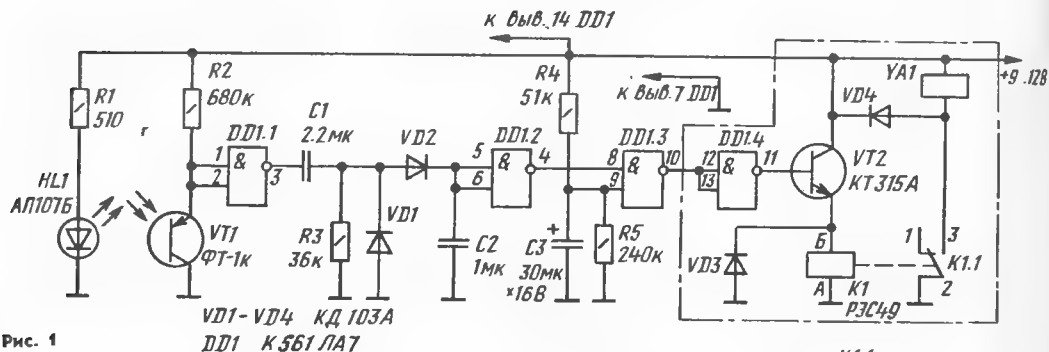 к выв. 14 DD1
R1
510
R2
680к
HL1
АЛ107Б
VT1
ФТ-1к
DD1.1
&
1
2
3
C1
2.2мк
R3
36к
VD1
VD2
C2
1мк
5
6
DD1.2
&
4
R4
51к
к выв. 7 DD1
C3
+
30мк
×16В
R5
240к
DD1.3
&
8
9
10
DD1.4
&
12
13
11
VT2
КТ315А
VD3
VD4
YA1
+9..12В
Б
А
K1
РЭС49
1
3
K1.1
2
VD1-VD4 КД103А
DD1 К561ЛА7
Рис. 1